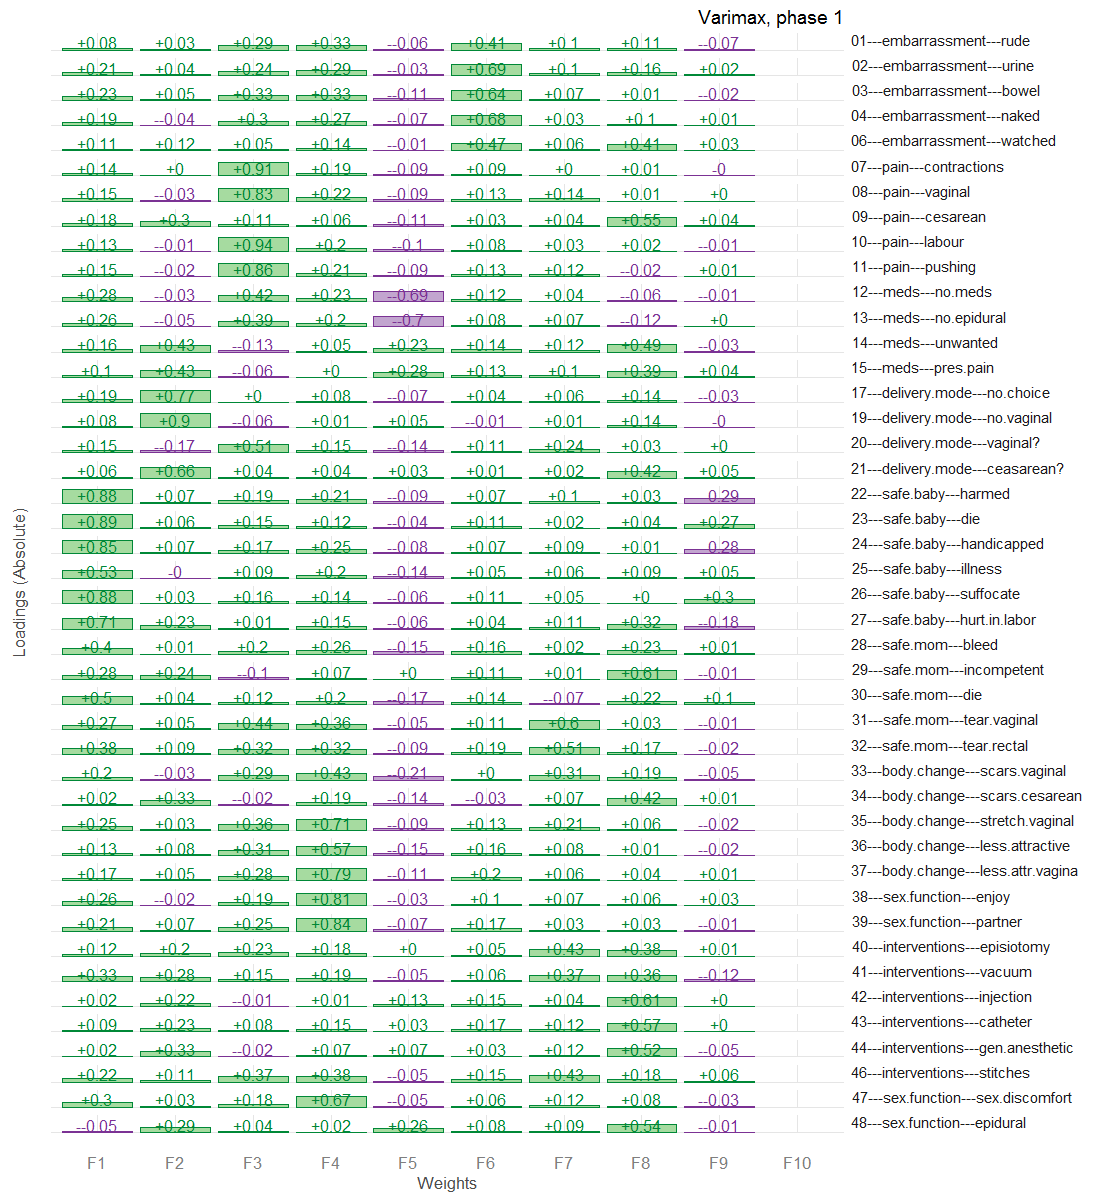 Varimax, phase 1
+0.08 +0.03 +0.29 +0.33 --0.06 +0.41 +0.1 +0.11 --0.07 01---embarrassment---rude
+0.21 +0.04 +0.24 +0.29 --0.03 +0.69 +0.1 +0.16 +0.02 02---embarrassment---urine
+0.23 +0.05 +0.33 +0.33 --0.11 +0.64 +0.07 +0.01 --0.02 03---embarrassment---bowel
+0.19 --0.04 +0.3 +0.27 --0.07 +0.68 +0.03 +0.1 +0.01 04---embarrassment---naked
+0.11 +0.12 +0.05 +0.14 --0.01 +0.47 +0.06 +0.41 +0.03 06---embarrassment---watched
+0.14 +0 +0.91 +0.19 --0.09 +0.09 +0 +0.01 -0 07---pain---contractions
+0.15 --0.03 +0.83 +0.22 --0.09 +0.13 +0.14 +0.01 +0 08---pain---vaginal
+0.18 +0.3 +0.11 +0.06 --0.11 +0.03 +0.04 +0.55 +0.04 09---pain---cesarean
+0.13 --0.01 +0.94 +0.2 --0.1 +0.08 +0.03 +0.02 --0.01 10---pain---labour
+0.15 --0.02 +0.86 +0.21 --0.09 +0.13 +0.12 --0.02 +0.01 11---pain---pushing
+0.28 --0.03 +0.42 +0.23 --0.69 +0.12 +0.04 --0.06 --0.01 12---meds---no.meds
+0.26 --0.05 +0.39 +0.2 --0.7 +0.08 +0.07 --0.12 +0 13---meds---no.epidural
+0.16 +0.43 --0.13 +0.05 +0.23 +0.14 +0.12 +0.49 --0.03 14---meds---unwanted
+0.1 +0.43 --0.06 +0 +0.28 +0.13 +0.1 +0.39 +0.04 15---meds---pres.pain
+0.19 +0.77 +0 +0.08 --0.07 +0.04 +0.06 +0.14 --0.03 17---delivery.mode---no.choice
+0.08 +0.9 --0.06 +0.01 +0.05 --0.01 +0.01 +0.14 -0 19---delivery.mode---no.vaginal
+0.15 --0.17 +0.51 +0.15 --0.14 +0.11 +0.24 +0.03 +0 20---delivery.mode---vaginal?
+0.06 +0.66 +0.04 +0.04 +0.03 +0.01 +0.02 +0.42 +0.05 21---delivery.mode---ceasarean?
+0.88 +0.07 +0.19 +0.21 --0.09 +0.07 +0.1 +0.03 --0.29 22---safe.baby---harmed
+0.89 +0.06 +0.15 +0.12 --0.04 +0.11 +0.02 +0.04 +0.27 23---safe.baby---die
+0.85 +0.07 +0.17 +0.25 --0.08 +0.07 +0.09 +0.01 --0.28 24---safe.baby---handicapped
+0.53 -0 +0.09 +0.2 --0.14 +0.05 +0.06 +0.09 +0.05 25---safe.baby---illness
+0.88 +0.03 +0.16 +0.14 --0.06 +0.11 +0.05 +0 +0.3 26---safe.baby---suffocate
+0.71 +0.23 +0.01 +0.15 --0.06 +0.04 +0.11 +0.32 --0.18 27---safe.baby---hurt.in.labor
+0.4 +0.01 +0.2 +0.26 --0.15 +0.16 +0.02 +0.23 +0.01 28---safe.mom---bleed
+0.28 +0.24 --0.1 +0.07 +0 +0.11 +0.01 +0.61 --0.01 29---safe.mom---incompetent
+0.5 +0.04 +0.12 +0.2 --0.17 +0.14 --0.07 +0.22 +0.1 30---safe.mom---die
+0.27 +0.05 +0.44 +0.36 --0.05 +0.11 +0.6 +0.03 --0.01 31---safe.mom---tear.vaginal
+0.38 +0.09 +0.32 +0.32 --0.09 +0.19 +0.51 +0.17 --0.02 32---safe.mom---tear.rectal
+0.2 --0.03 +0.29 +0.43 --0.21 +0 +0.31 +0.19 --0.05 33---body.change---scars.vaginal
+0.02 +0.33 --0.02 +0.19 --0.14 --0.03 +0.07 +0.42 +0.01 34---body.change---scars.cesarean
+0.25 +0.03 +0.36 +0.71 --0.09 +0.13 +0.21 +0.06 --0.02 35---body.change---stretch.vaginal
+0.13 +0.08 +0.31 +0.57 --0.15 +0.16 +0.08 +0.01 --0.02 36---body.change---less.attractive
+0.17 +0.05 +0.28 +0.79 --0.11 +0.2 +0.06 +0.04 +0.01 37---body.change---less.attr.vagina
+0.26 --0.02 +0.19 +0.81 --0.03 +0.1 +0.07 +0.06 +0.03 38---sex.function---enjoy
+0.21 +0.07 +0.25 +0.84 --0.07 +0.17 +0.03 +0.03 --0.01 39---sex.function---partner
+0.12 +0.2 +0.23 +0.18 +0 +0.05 +0.43 +0.38 +0.01 40---interventions---episiotomy
+0.33 +0.28 +0.15 +0.19 --0.05 +0.06 +0.37 +0.36 --0.12 41---interventions---vacuum
+0.02 +0.22 --0.01 +0.01 +0.13 +0.15 +0.04 +0.61 +0 42---interventions---injection
+0.09 +0.23 +0.08 +0.15 +0.03 +0.17 +0.12 +0.57 +0 43---interventions---catheter
+0.02 +0.33 --0.02 +0.07 +0.07 +0.03 +0.12 +0.52 --0.05 44---interventions---gen.anesthetic
+0.22 +0.11 +0.37 +0.38 --0.05 +0.15 +0.43 +0.18 +0.06 46---interventions---stitches
+0.3 +0.03 +0.18 +0.67 --0.05 +0.06 +0.12 +0.08 --0.03 47---sex.function---sex.discomfort
--0.05 +0.29 +0.04 +0.02 +0.26 +0.08 +0.09 +0.54 --0.01 48---sex.function---epidural
F1 F2 F3 F4 F5 F6 F7 F8 F9 F10
Weights
Loadings (Absolute)